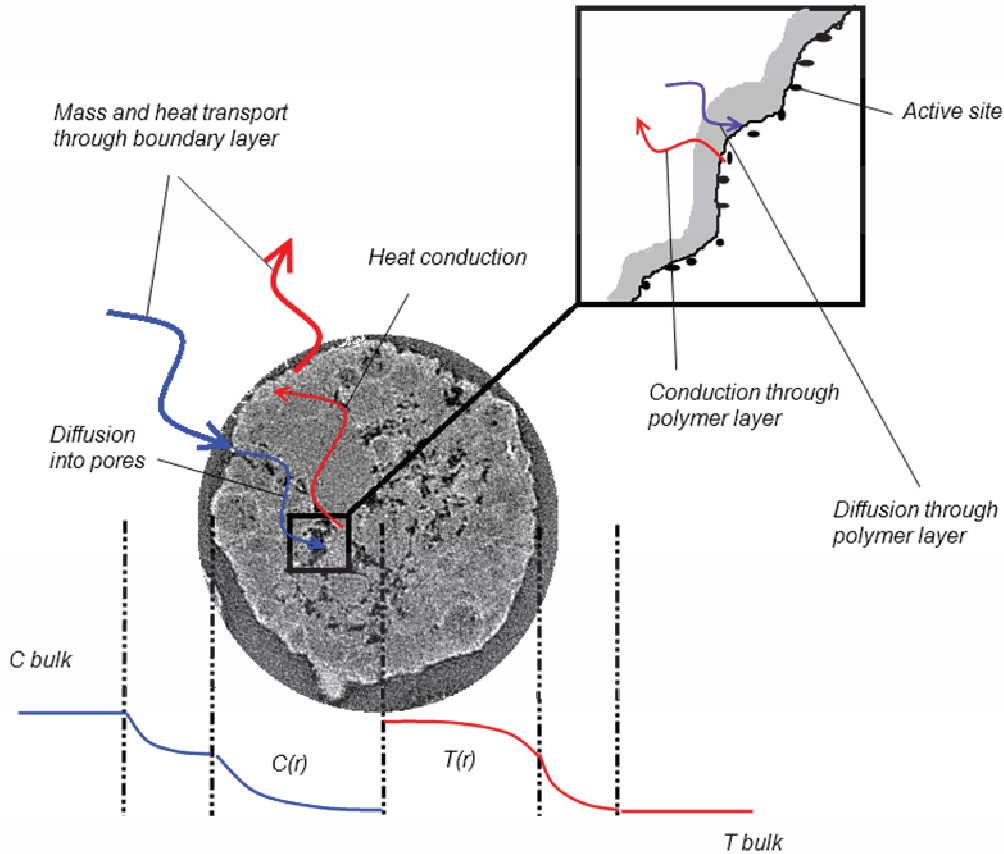 Mass and heat transport
through boundary layer
Active site
Heat conduction
Conduction through
polymer layer
Diffusion
into pores
Diffusion through
polymer layer
C bulk
C(r)
T(r)
T bulk